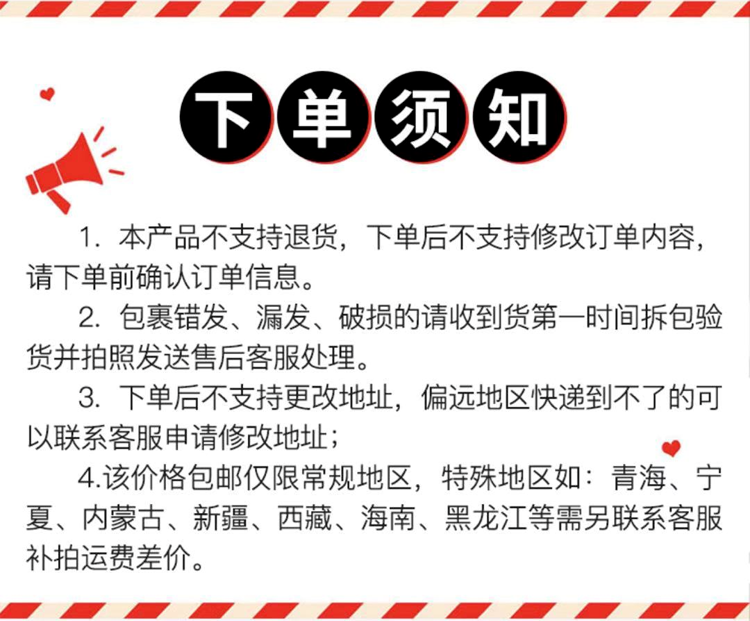 下单须知
1. 本产品不支持退货，下单后不支持修改订单内容，
请下单前确认订单信息。
2. 包裹错发、漏发、破损的请收到货第一时间拆包验
货并拍照发送售后客服处理。
3. 下单后不支持更改地址，偏远地区快递到不了的可
以联系客服申请修改地址；
4.该价格包邮仅限常规地区，特殊地区如：青海、宁
夏、内蒙古、新疆、西藏、海南、黑龙江等需另联系客服
补拍运费差价。